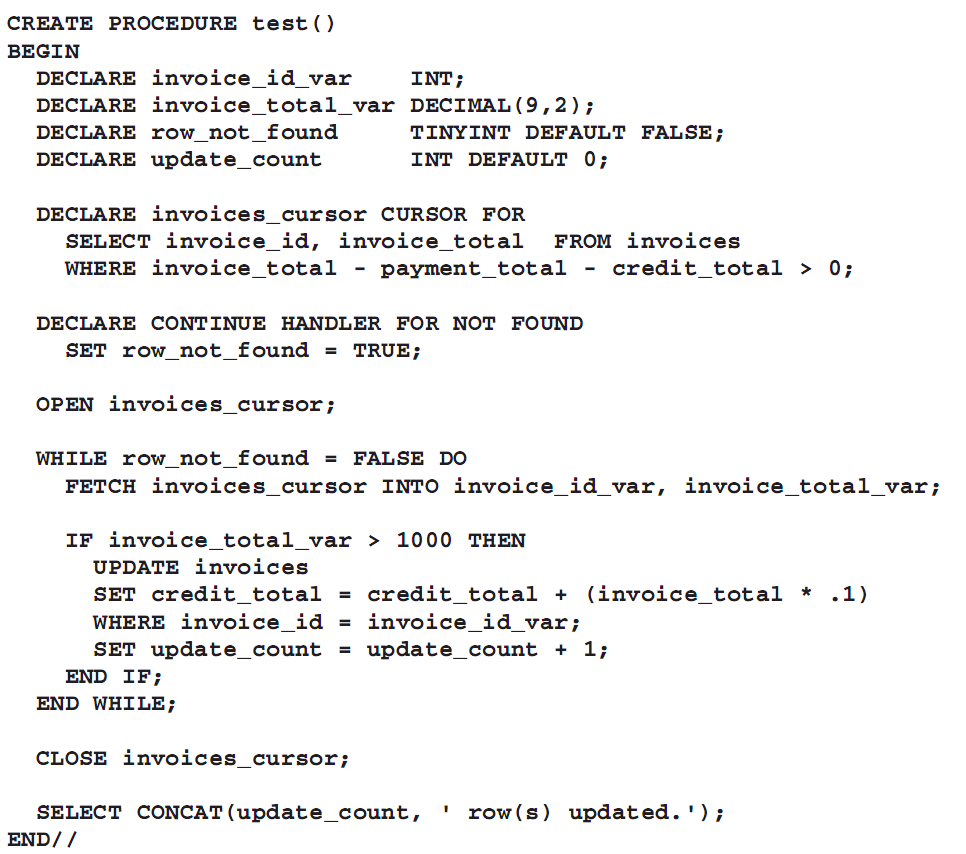 CREATE PROCEDURE test()
BEGIN
  DECLARE invoice_id_var    INT;
  DECLARE invoice_total_var DECIMAL(9,2);
  DECLARE row_not_found     TINYINT DEFAULT FALSE;
  DECLARE update_count      INT DEFAULT 0;

  DECLARE invoices_cursor CURSOR FOR
    SELECT invoice_id, invoice_total  FROM invoices
    WHERE invoice_total - payment_total - credit_total > 0;

  DECLARE CONTINUE HANDLER FOR NOT FOUND
    SET row_not_found = TRUE;

  OPEN invoices_cursor;

  WHILE row_not_found = FALSE DO
    FETCH invoices_cursor INTO invoice_id_var, invoice_total_var;

    IF invoice_total_var > 1000 THEN
      UPDATE invoices
      SET credit_total = credit_total + (invoice_total * .1)
      WHERE invoice_id = invoice_id_var;
      SET update_count = update_count + 1;
    END IF;
  END WHILE;

  CLOSE invoices_cursor;

  SELECT CONCAT(update_count, ' row(s) updated.');
END//